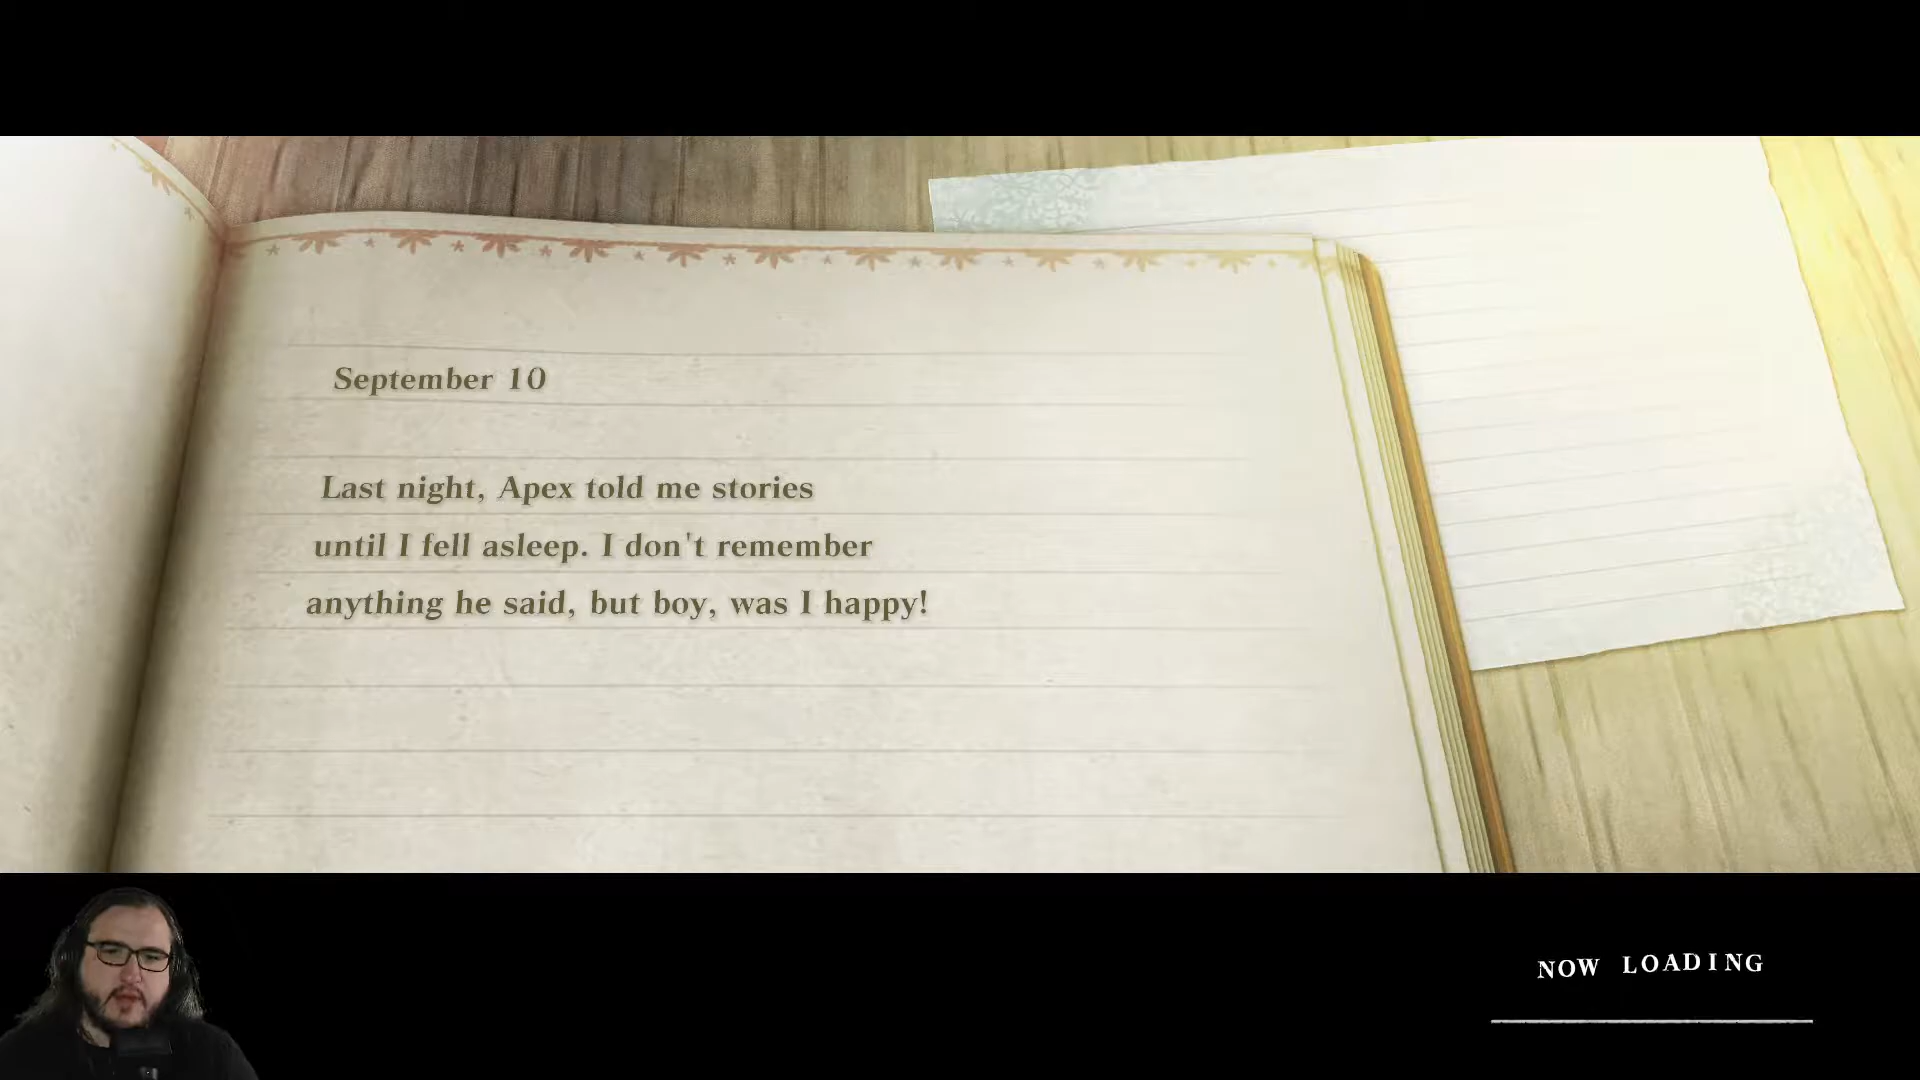 September 10
Last night, Apex told me stories
until I fell asleep. I don't remember
anything he said, but boy, was I happy!
NOW LOADING